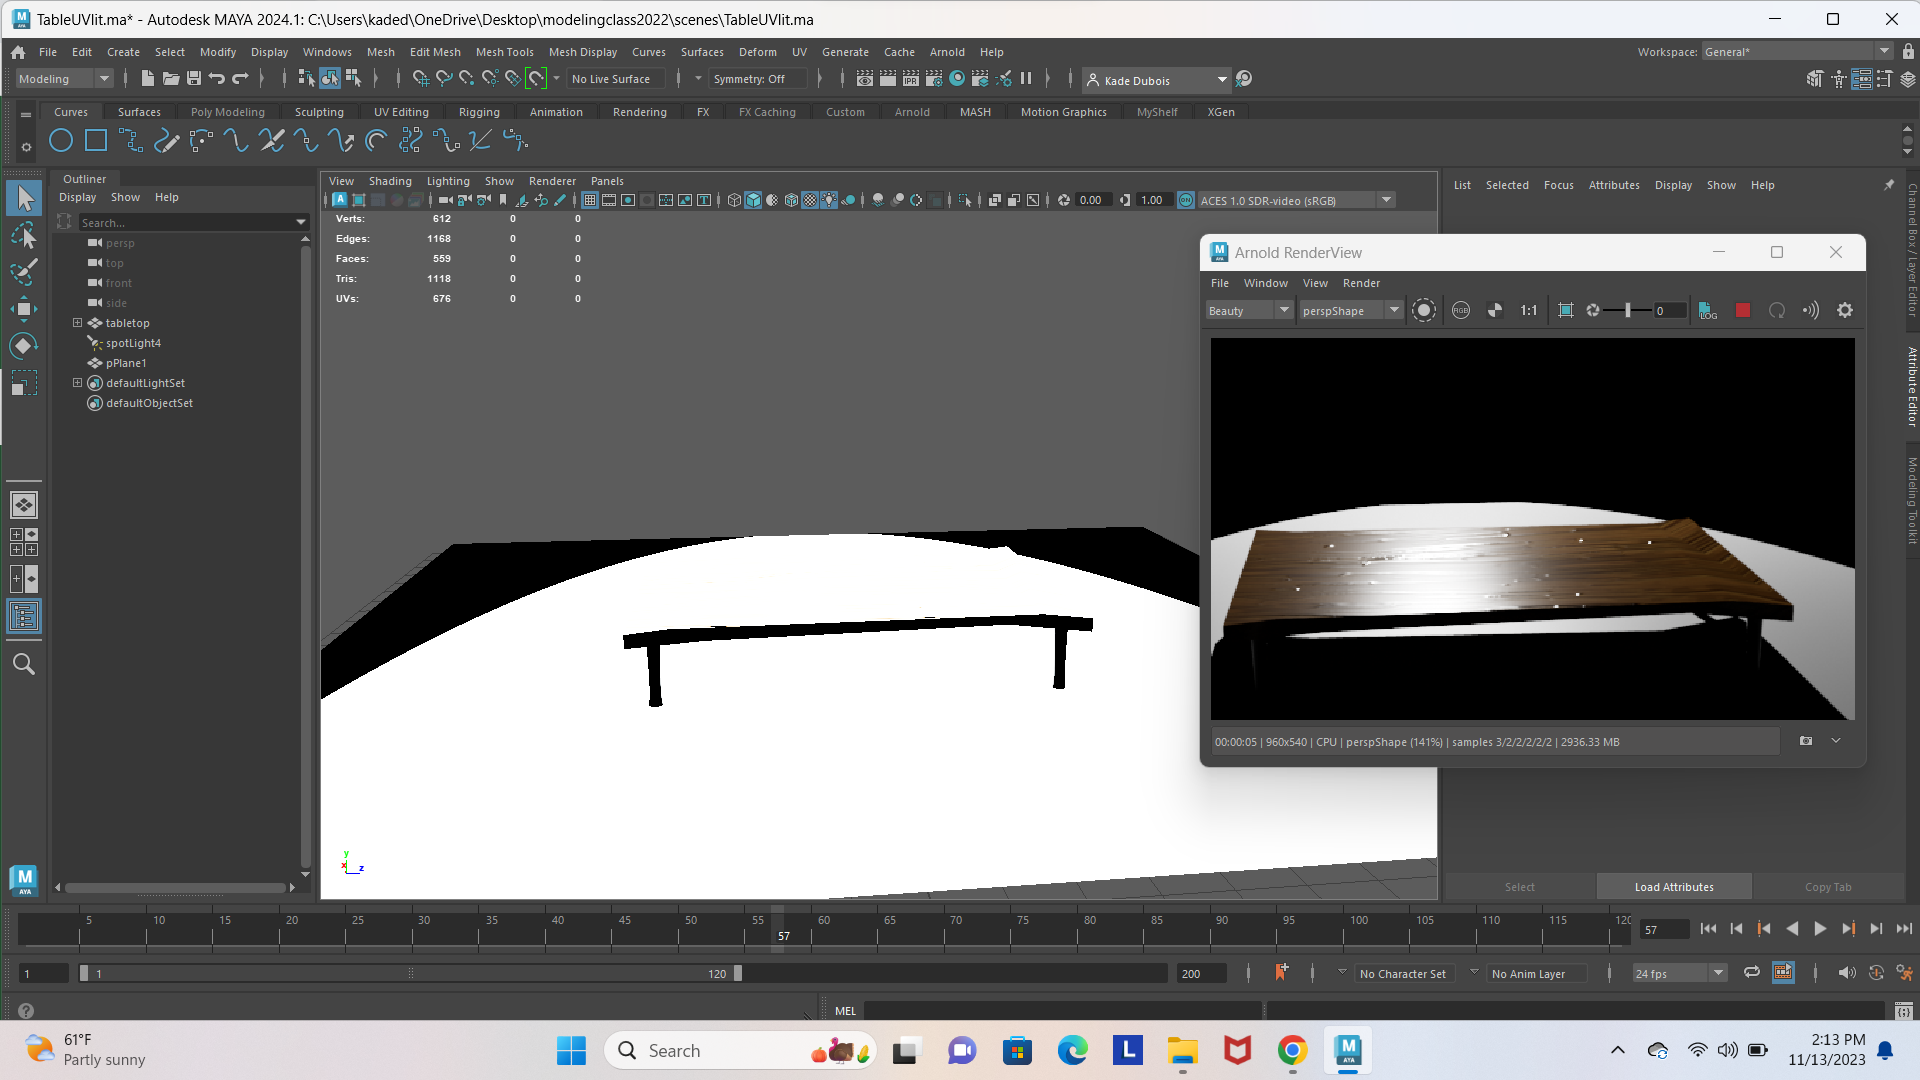 TableUVlit.ma* - Autodesk MAYA 2024.1: C:\Users\kaded\OneDrive\Desktop\modelingclass2022\scenes\TableUVlit.ma
File Edit Create Select Modify Display Windows Mesh Edit Mesh Mesh Tools Mesh Display Curves Surfaces Deform UV Generate Cache Arnold Help
Workspace: General*
Modeling
No Live Surface
Symmetry: Off
IPR
Kade Dubois
Curves Surfaces Poly Modeling Sculpting UV Editing Rigging Animation Rendering FX FX Caching Custom Arnold MASH Motion Graphics MyShelf XGen
Outliner
Display Show Help
Search...
persp
top
front
side
tabletop
spotLight4
pPlane1
defaultLightSet
defaultObjectSet
View Shading Lighting Show Renderer Panels
0.00
1.00
ON
ACES 1.0 SDR-video (sRGB)
Verts: 612 0 0
Edges: 1168 0 0
Faces: 559 0 0
Tris: 1118 0 0
UVs: 676 0 0
y
x
z
List Selected Focus Attributes Display Show Help
Channel Box / Layer Editor
Attribute Editor
Modeling Toolkit
Arnold RenderView
File Window View Render
Beauty
perspShape
RGB
1:1
0
LOG
00:00:05 | 960x540 | CPU | perspShape (141%) | samples 3/2/2/2/2/2 | 2936.33 MB
Select
Load Attributes
Copy Tab
M
AYA
5 10 15 20 25 30 35 40 45 50 55 60 65 70 75 80 85 90 95 100 105 110 115 120
57
57
1
1
120
200
No Character Set
No Anim Layer
24 fps
MEL
61°F
Partly sunny
Search
L
M
AYA
2:13 PM
11/13/2023